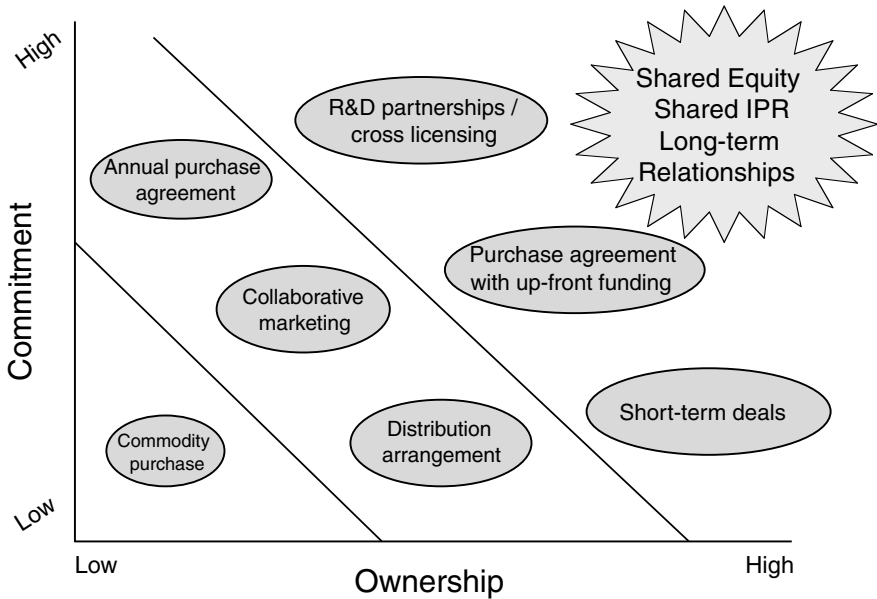 High
Shared Equity
Shared IPR
Long-term
Relationships
R&D partnerships /
cross licensing
Annual purchase
agreement
Purchase agreement
with up-front funding
Collaborative
marketing
Commitment
Short-term deals
Distribution
arrangement
Commodity
purchase
Low
Low
High
Ownership